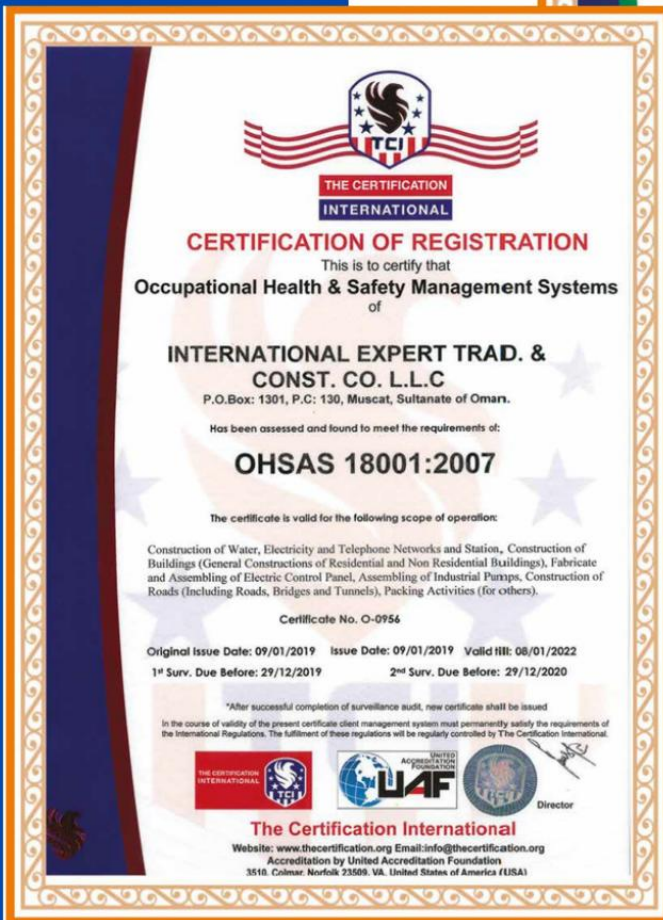 TCI
THE CERTIFICATION
INTERNATIONAL
CERTIFICATION OF REGISTRATION
This is to certify that
Occupational Health & Safety Management Systems
of
INTERNATIONAL EXPERT TRAD. &
CONST. CO. L.L.C
P.O.Box: 1301, P.C: 130, Muscat, Sultanate of Oman.
Has been assessed and found to meet the requirements of:
OHSAS 18001:2007
The certificate is valid for the following scope of operation:
Construction of Water, Electricity and Telephone Networks and Station, Construction of
Buildings (General Constructions of Residential and Non Residential Buildings), Fabricate
and Assembling of Electric Control Panel, Assembling of Industrial Pumps, Construction of
Roads (Including Roads, Bridges and Tunnels), Packing Activities (for others).
Certificate No. O-0956
Original Issue Date: 09/01/2019 Issue Date: 09/01/2019 Valid till: 08/01/2022
1st Surv. Due Before: 29/12/2019 2nd Surv. Due Before: 29/12/2020
*After successful completion of surveillance audit, new certificate shall be issued
In the course of validity of the present certificate client management system must permanently satisfy the requirements of
the International Regulations. The fulfillment of these regulations will be regularly controlled by The Certification International.
THE CERTIFICATION
INTERNATIONAL
TCI
UNITED
ACCREDITATION
FOUNDATION
UAF
Director
The Certification International
Website: www.thecertification.org Email:info@thecertification.org
Accreditation by United Accreditation Foundation
3510, Colmar, Norfolk 23509, VA, United States of America (USA)